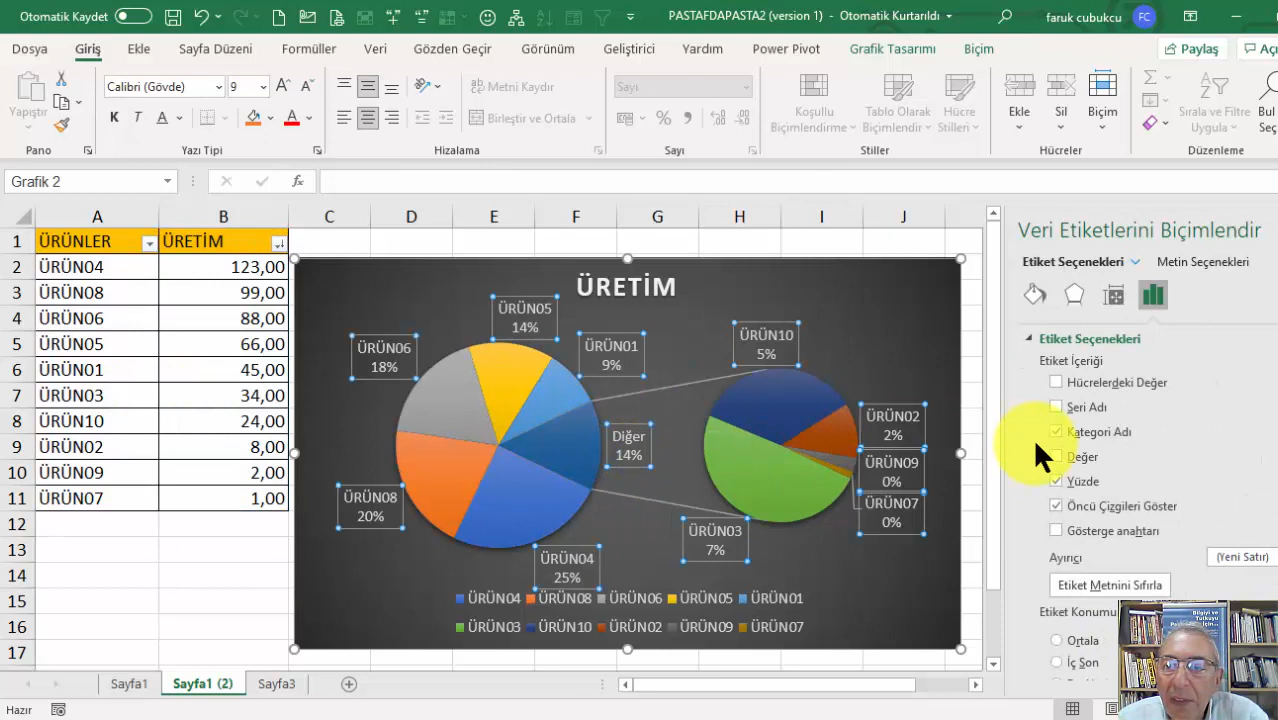 Otomatik Kaydet
PASTAFDAPASTA2 (version 1) - Otomatik Kurtarıldı
faruk cubukcu FC
Dosya Giriş Ekle Sayfa Düzeni Formüller Veri Gözden Geçir Görünüm Geliştirici Yardım Power Pivot Grafik Tasarımı Biçim
Paylaş
Yapıştır
Calibri (Gövde) 9
K T A
Metni Kaydır
Birleştir ve Ortala
Sayı
Koşullu Biçimlendirme
Tablo Olarak Biçimlendir
Hücre Stilleri
Ekle Sil Biçim
Sırala ve Filtre Uygula
Bul
Seç
Pano Yazı Tipi Hizalama Sayı Stiller Hücreler Düzenleme
Grafik 2 fx
A B C D E F G H I J
1 ÜRÜNLER ÜRETİM
2 ÜRÜN04 123,00
3 ÜRÜN08 99,00
4 ÜRÜN06 88,00
5 ÜRÜN05 66,00
6 ÜRÜN01 45,00
7 ÜRÜN03 34,00
8 ÜRÜN10 24,00
9 ÜRÜN02 8,00
10 ÜRÜN09 2,00
11 ÜRÜN07 1,00
12
13
14
15
16
17
ÜRETİM
ÜRÜN05
14%
ÜRÜN01
9%
ÜRÜN06
18%
ÜRÜN10
5%
ÜRÜN02
2%
Diğer
14%
ÜRÜN09
0%
ÜRÜN08
20%
ÜRÜN07
0%
ÜRÜN03
7%
ÜRÜN04
25%
ÜRÜN04 ÜRÜN08 ÜRÜN06 ÜRÜN05 ÜRÜN01
ÜRÜN03 ÜRÜN10 ÜRÜN02 ÜRÜN09 ÜRÜN07
Veri Etiketlerini Biçimlendir
Etiket Seçenekleri Metin Seçenekleri
Etiket Seçenekleri
Etiket İçeriği
Hücrelerdeki Değer
Seri Adı
Kategori Adı
Değer
Yüzde
Öncü Çizgileri Göster
Gösterge anahtarı
Ayırıcı (Yeni Satır)
Etiket Metnini Sıfırla
Etiket Konumu
Ortala
İç Son
Bilgiyi ve
Tutkuyu
Sayfa1 Sayfa1 (2) Sayfa3
Hazır